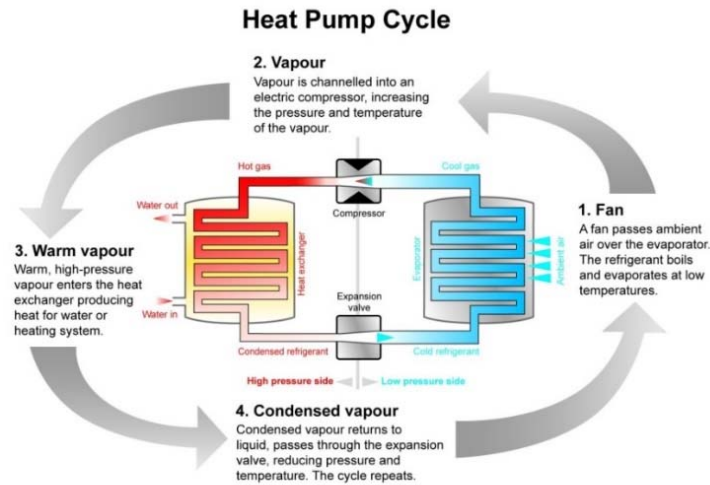 Heat Pump Cycle
2. Vapour
Vapour is channelled into an
electric compressor, increasing
the pressure and temperature
of the vapour.
Hot gas
Cool gas
Water out
Compressor
1. Fan
A fan passes ambient
air over the evaporator.
The refrigerant boils
and evaporates at low
temperatures.
3. Warm vapour
Warm, high-pressure
vapour enters the heat
exchanger producing
heat for water or
heating system.
Heat exchanger
Evaporator
Ambient air
Water in
Expansion
valve
Condensed refrigerant
Cold refrigerant
High pressure side
Low pressure side
4. Condensed vapour
Condensed vapour returns to
liquid, passes through the expansion
valve, reducing pressure and
temperature. The cycle repeats.